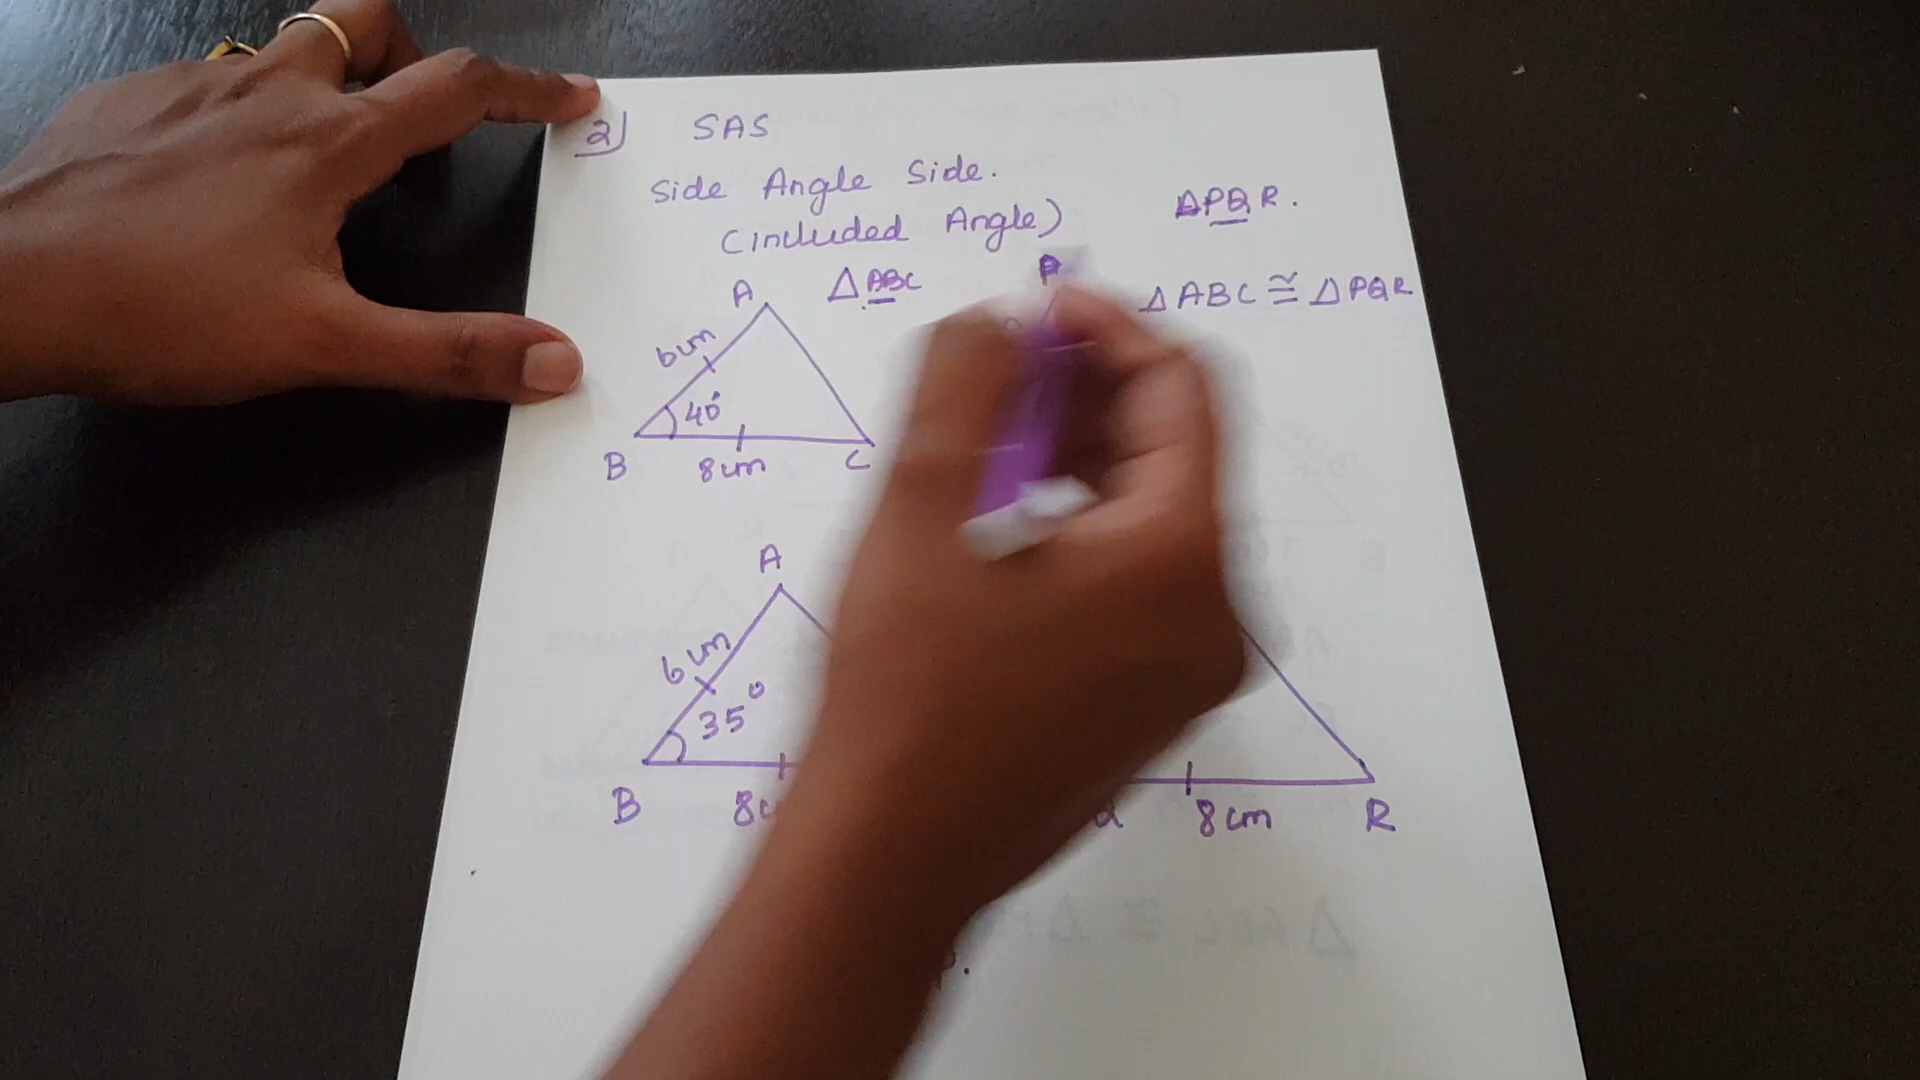 2) SAS
Side Angle Side.
(included Angle)
ΔPQR.
A
ΔABC
P
ΔABC ≅ ΔPQR
6cm
40°
B
8cm
C
A
6cm
35°
B
Q
8cm
R